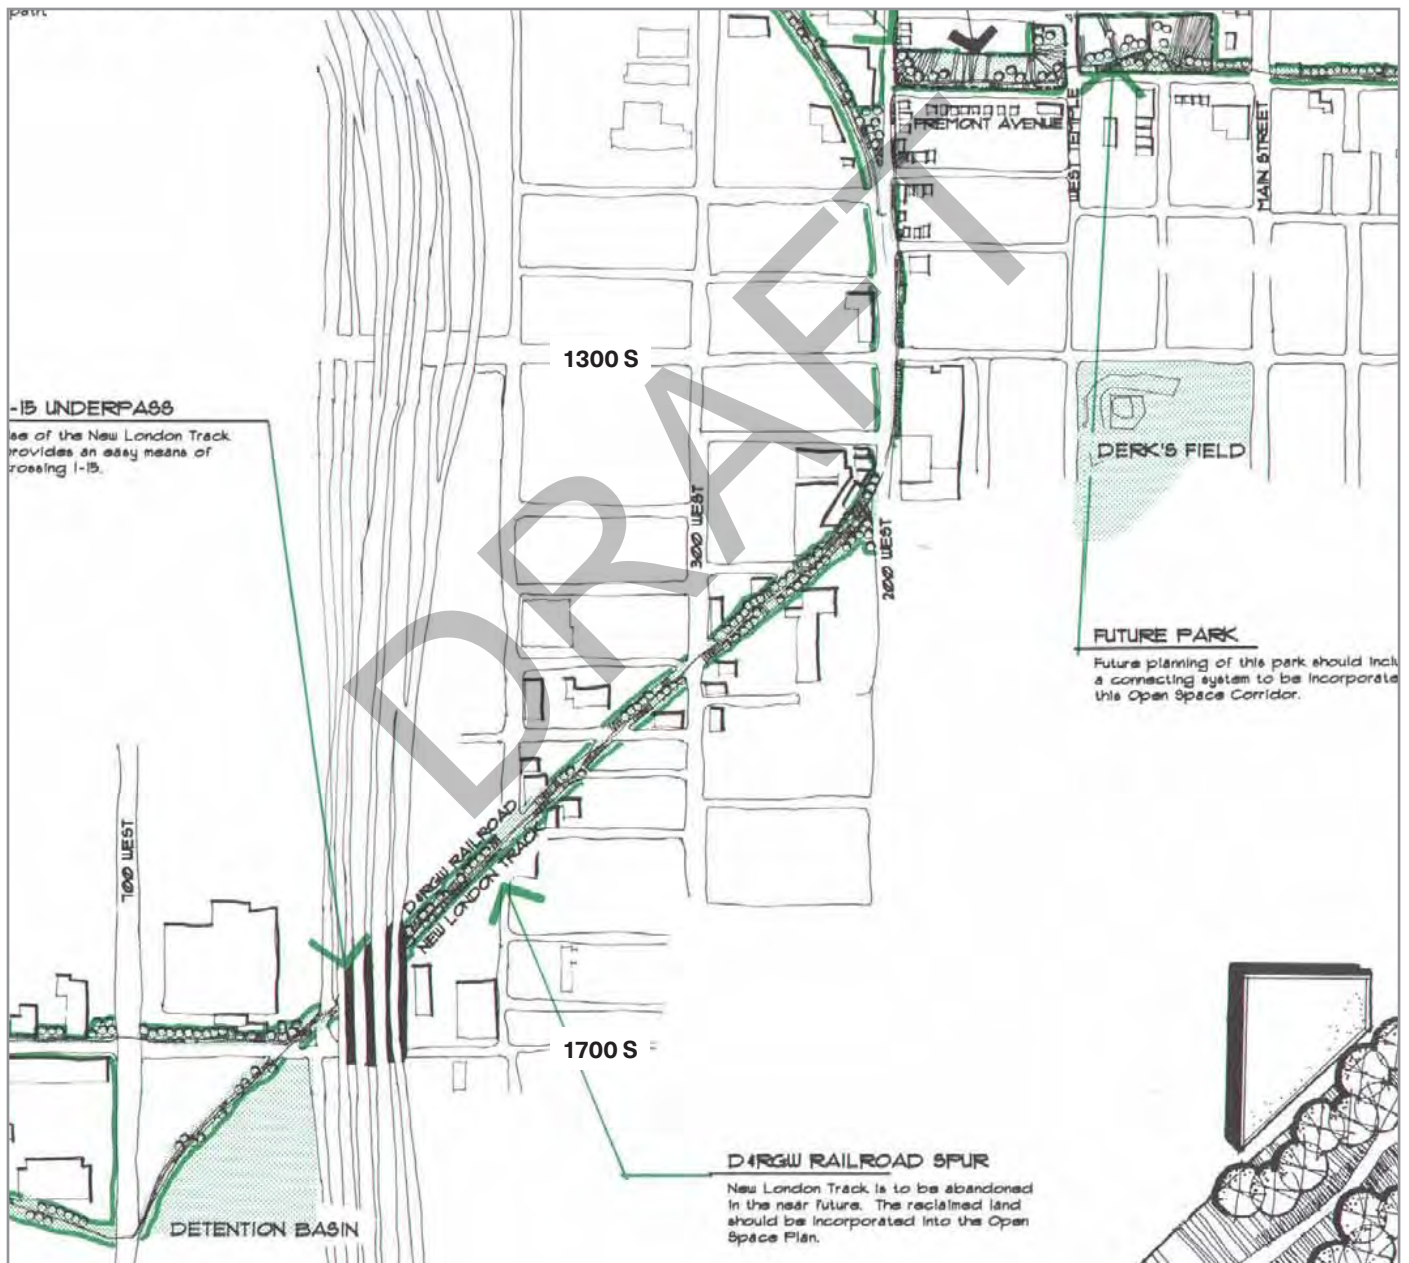 path.
FREMONT AVENUE
WEST TEMPLE
MAIN STREET
1300 S
-15 UNDERPASS
se of the New London Track
rovides an easy means of
rossing I-15.
DERK'S FIELD
300 WEST
200 WEST
FUTURE PARK
Future planning of this park should inclu
a connecting system to be incorporate
this Open Space Corridor.
DRAFT
700 WEST
D&RGW RAILROAD
NEW LONDON TRACK
1700 S
D&RGW RAILROAD SPUR
New London Track is to be abandoned
in the near future. The reclaimed land
should be incorporated into the Open
Space Plan.
DETENTION BASIN